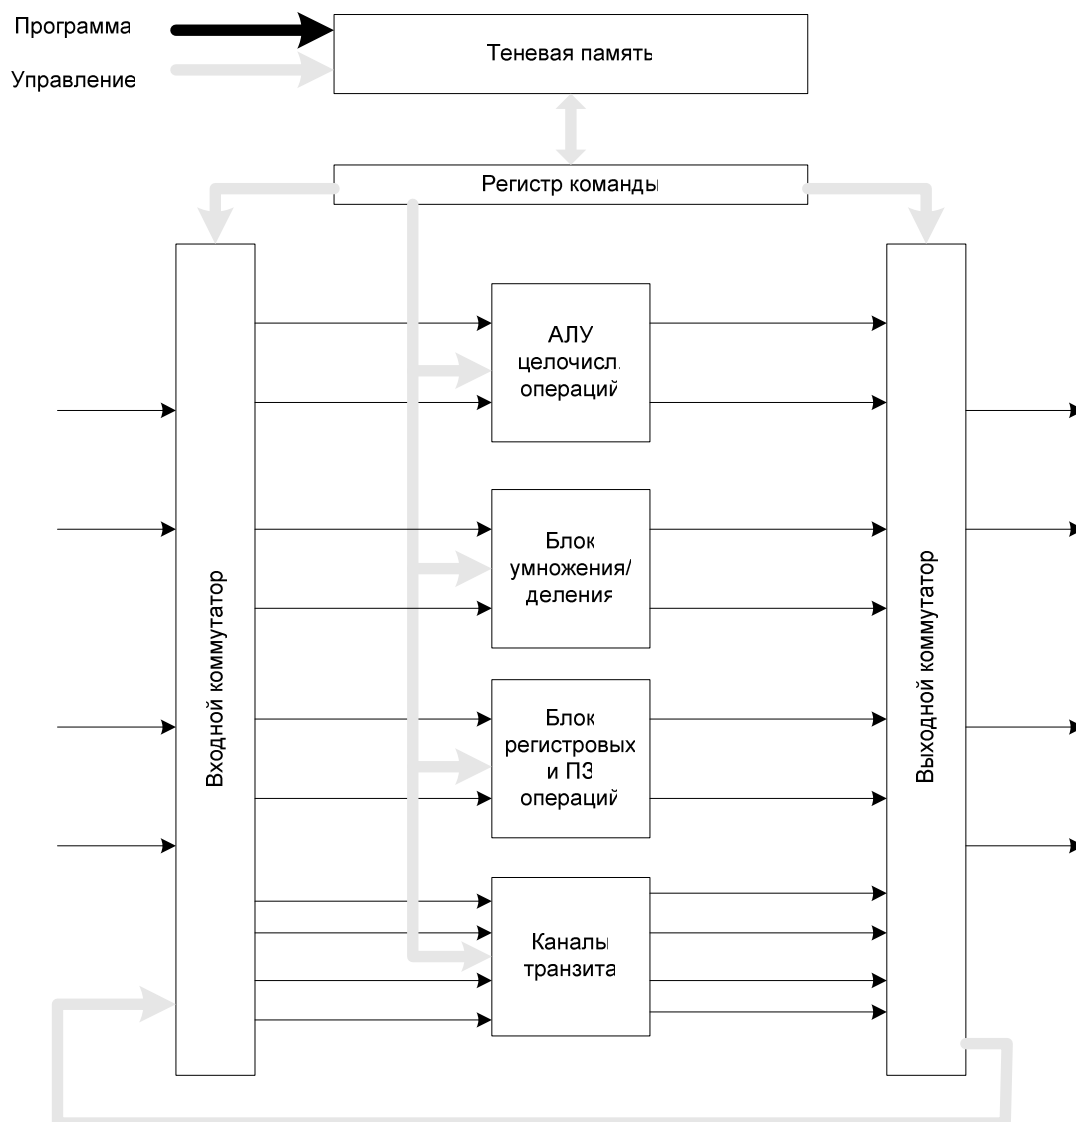 Программа
Управление
Теневая память
Регистр команды
Входной коммутатор
АЛУ
целочисл.
операций
Блок
умножения/
деления
Блок
регистровых
и ПЗ
операций
Каналы
транзита
Выходной коммутатор